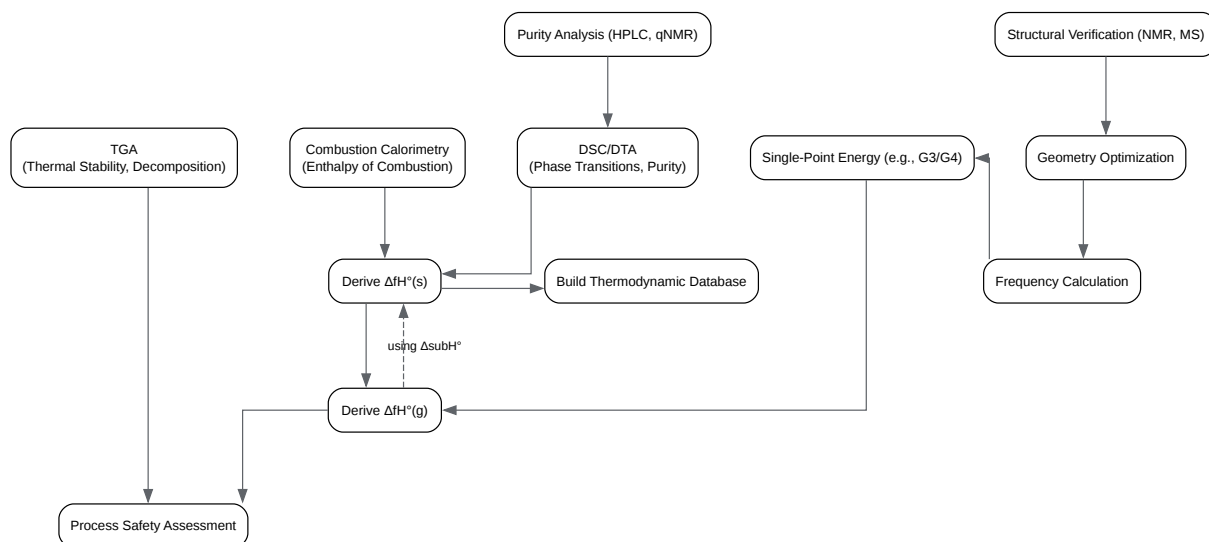 Purity Analysis (HPLC, qNMR)
Structural Verification (NMR, MS)
TGA
(Thermal Stability, Decomposition)
Combustion Calorimetry
(Enthalpy of Combustion)
DSC/DTA
(Phase Transitions, Purity)
Single-Point Energy (e.g., G3/G4)
Geometry Optimization
Derive ΔfH°(s)
Build Thermodynamic Database
Frequency Calculation
using ΔsubH°
Derive ΔfH°(g)
Process Safety Assessment